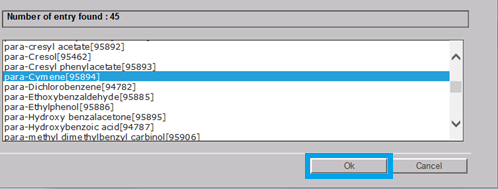 Number of entry found : 45
para-cresyl acetate[95892]
para-Cresol[95462]
para-Cresyl phenylacetate[95893]
para-Cymene[95894]
para-Dichlorobenzene[94782]
para-Ethoxybenzaldehyde[95885]
para-Ethylphenol[95886]
para-Hydroxy benzalacetone[95895]
para-Hydroxybenzoic acid[94787]
para-methyl dimethylbenzyl carbinol[95906]
Ok
Cancel